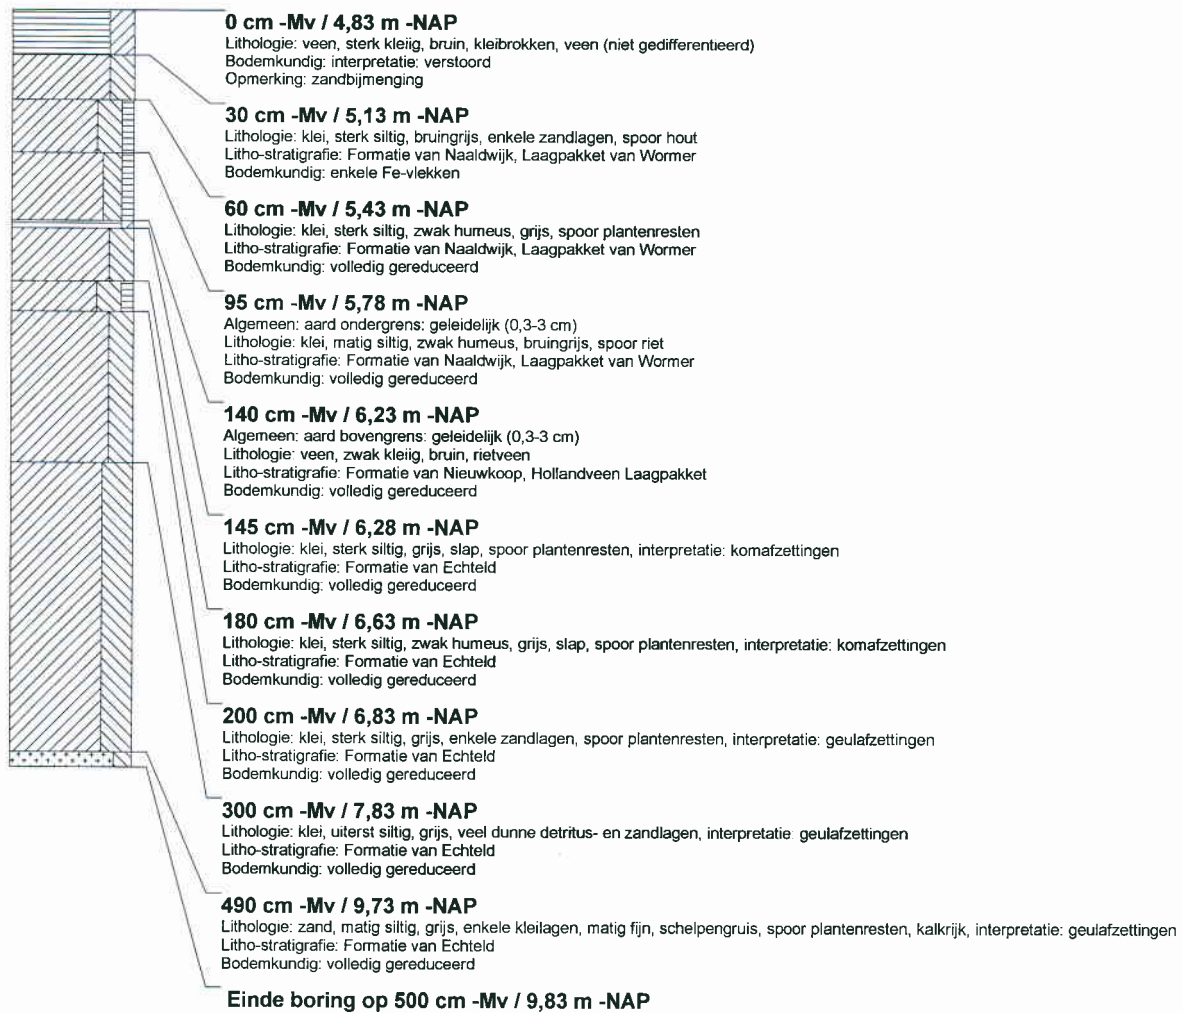 0 cm -Mv / 4,83 m -NAP
Lithologie: veen, sterk kleiig, bruin, kleibrokken, veen (niet gedifferentieerd)
Bodemkundig: interpretatie: verstoord
Opmerking: zandbijmenging
30 cm -Mv / 5,13 m -NAP
Lithologie: klei, sterk siltig, bruingrijs, enkele zandlagen, spoor hout
Litho-stratigrafie: Formatie van Naaldwijk, Laagpakket van Wormer
Bodemkundig: enkele Fe-vlekken
60 cm -Mv / 5,43 m -NAP
Lithologie: klei, sterk siltig, zwak humeus, grijs, spoor plantenresten
Litho-stratigrafie: Formatie van Naaldwijk, Laagpakket van Wormer
Bodemkundig: volledig gereduceerd
95 cm -Mv / 5,78 m -NAP
Algemeen: aard ondergrens: geleidelijk (0,3-3 cm)
Lithologie: klei, matig siltig, zwak humeus, bruingrijs, spoor riet
Litho-stratigrafie: Formatie van Naaldwijk, Laagpakket van Wormer
Bodemkundig: volledig gereduceerd
140 cm -Mv / 6,23 m -NAP
Algemeen: aard bovengrens: geleidelijk (0,3-3 cm)
Lithologie: veen, zwak kleiig, bruin, rietveen
Litho-stratigrafie: Formatie van Nieuwkoop, Hollandveen Laagpakket
Bodemkundig: volledig gereduceerd
145 cm -Mv / 6,28 m -NAP
Lithologie: klei, sterk siltig, grijs, slap, spoor plantenresten, interpretatie: komafzettingen
Litho-stratigrafie: Formatie van Echteld
Bodemkundig: volledig gereduceerd
180 cm -Mv / 6,63 m -NAP
Lithologie: klei, sterk siltig, zwak humeus, grijs, slap, spoor plantenresten, interpretatie: komafzettingen
Litho-stratigrafie: Formatie van Echteld
Bodemkundig: volledig gereduceerd
200 cm -Mv / 6,83 m -NAP
Lithologie: klei, sterk siltig, grijs, enkele zandlagen, spoor plantenresten, interpretatie: geulafzettingen
Litho-stratigrafie: Formatie van Echteld
Bodemkundig: volledig gereduceerd
300 cm -Mv / 7,83 m -NAP
Lithologie: klei, uiterst siltig, grijs, veel dunne detritus- en zandlagen, interpretatie: geulafzettingen
Litho-stratigrafie: Formatie van Echteld
Bodemkundig: volledig gereduceerd
490 cm -Mv / 9,73 m -NAP
Lithologie: zand, matig siltig, grijs, enkele kleilagen, matig fijn, schelpengruis, spoor plantenresten, kalkrijk, interpretatie: geulafzettingen
Litho-stratigrafie: Formatie van Echteld
Bodemkundig: volledig gereduceerd
Einde boring op 500 cm -Mv / 9,83 m -NAP